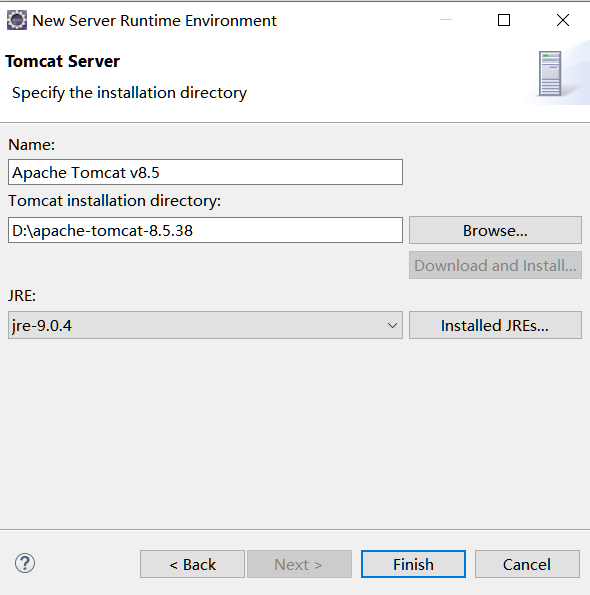 New Server Runtime Environment
Tomcat Server
Specify the installation directory
Name:
Apache Tomcat v8.5
Tomcat installation directory:
D:\apache-tomcat-8.5.38
Browse...
Download and Install...
JRE:
jre-9.0.4
Installed JREs...
?
< Back
Next >
Finish
Cancel